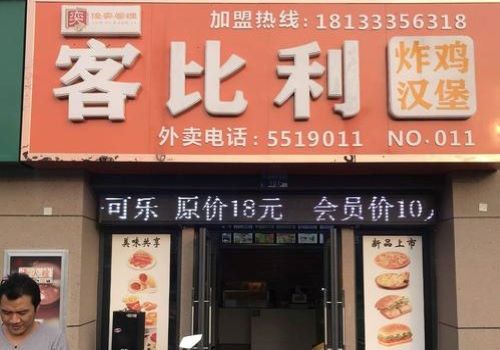 加盟热线:18133356318
客比利
炸鸡
汉堡
外卖电话:5519011 NO.011
可乐 原价18元 会员价10
美味共享
新品上市